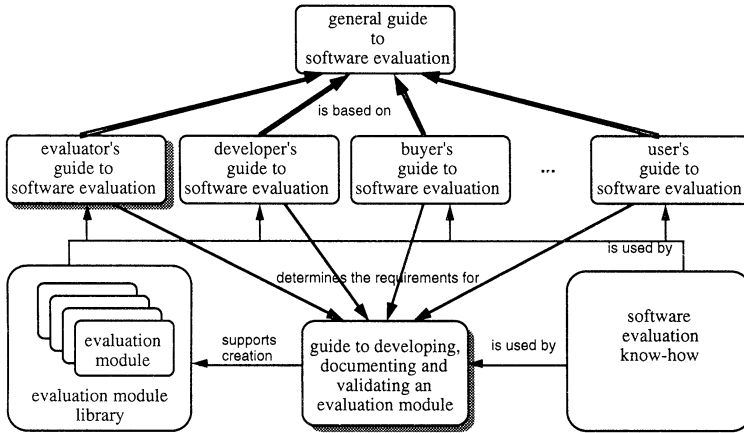 general guide
to
software evaluation
is based on
evaluator's
guide to
software evaluation
developer's
guide to
software evaluation
buyer's
guide to
software evaluation
...
user's
guide to
software evaluation
is used by
determines the requirements for
evaluation
module
evaluation module
library
supports
creation
guide to developing,
documenting and
validating an
evaluation module
is used by
software
evaluation
know-how